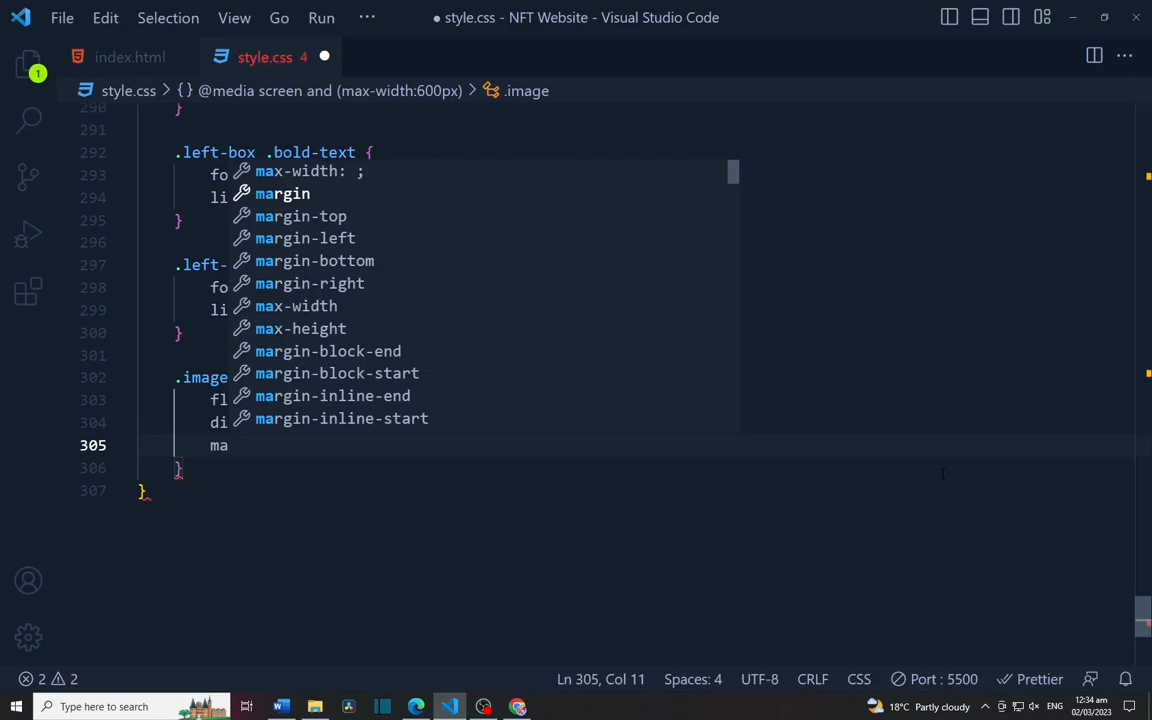 File Edit Selection View Go Run ··· ● style.css - NFT Website - Visual Studio Code
index.html style.css 4
1
style.css > {} @media screen and (max-width:600px) > .image
290 }
291
292 .left-box .bold-text {
293 fo
294 li
295 }
296
297 .left-
298 fo
299 li
300 }
301
302 .image
303 fl
304 di
305 ma
306 }
307 }
max-width: ;
margin
margin-top
margin-left
margin-bottom
margin-right
max-width
max-height
margin-block-end
margin-block-start
margin-inline-end
margin-inline-start
2 2 Ln 305, Col 11 Spaces: 4 UTF-8 CRLF CSS Port : 5500 Prettier
Type here to search 18°C Partly cloudy ENG 12:34 am
02/03/2023